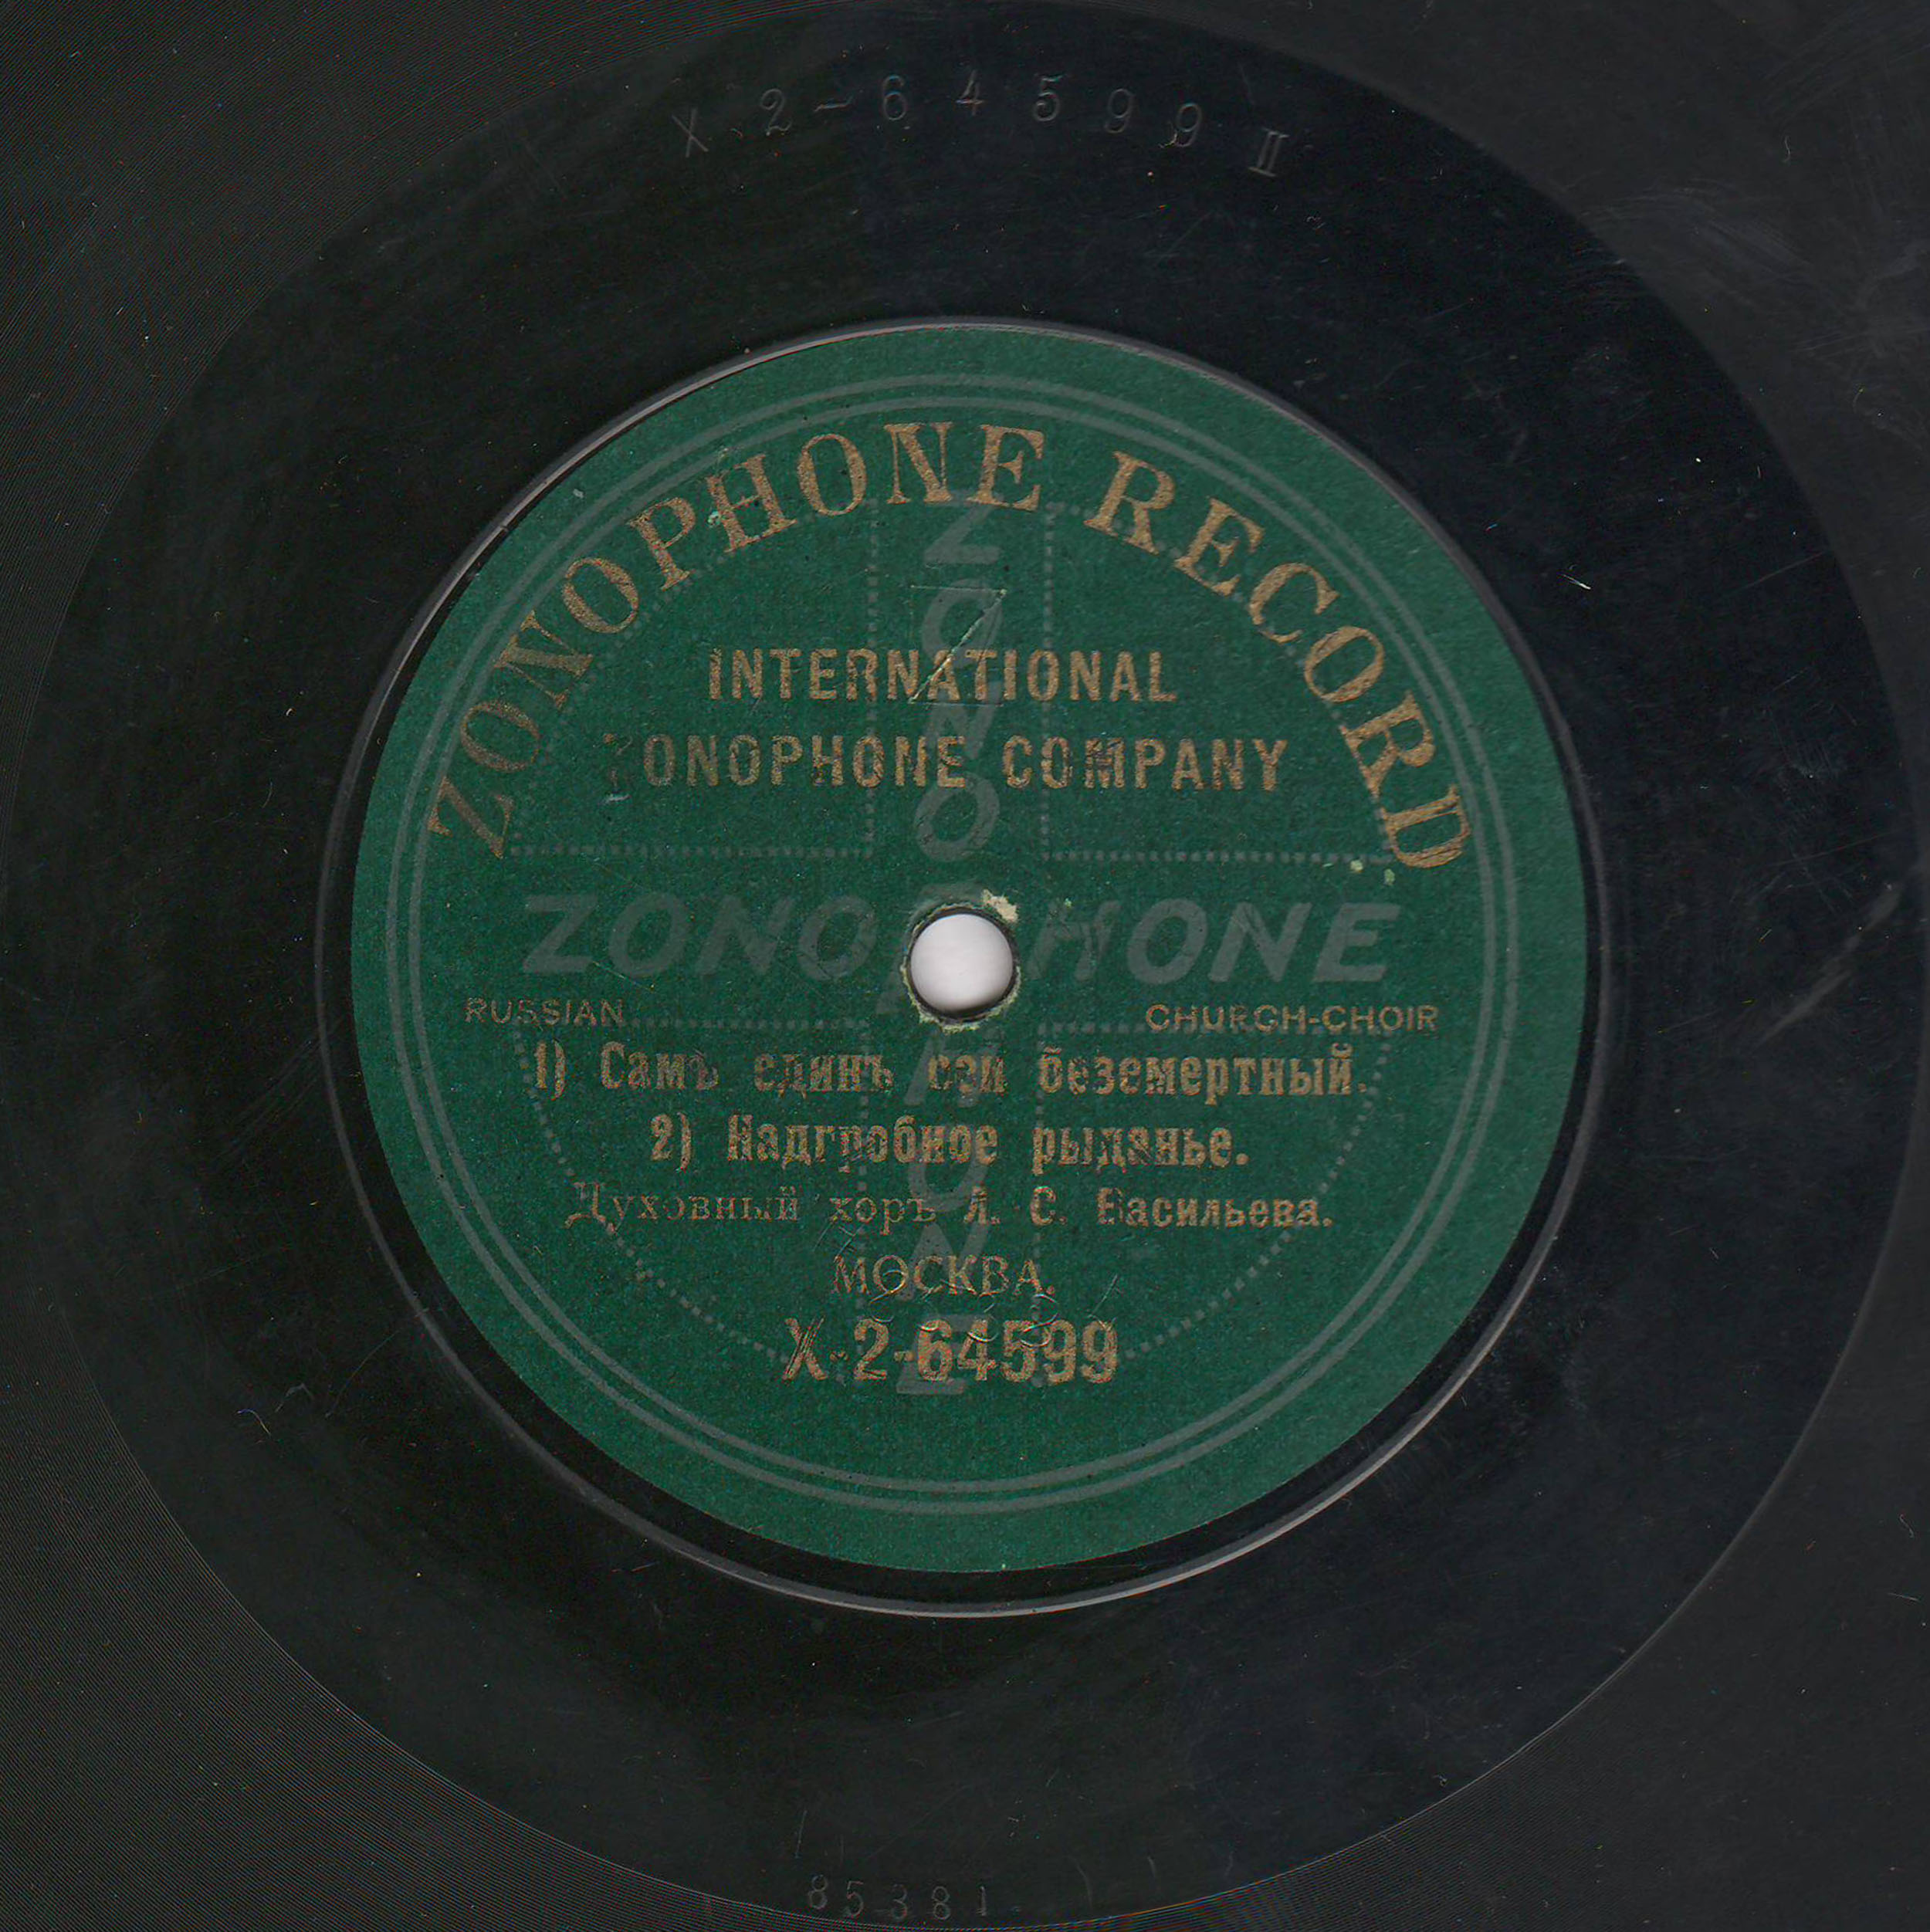 X 2-64599 II
ZONOPHONE RECORD
INTERNATIONAL
ZONOPHONE COMPANY
ZONOPHONE
ZONOPHONE
RUSSIAN CHURCH-CHOIR
1) Самъ единъ еси безсмертный.
2) Надгробное рыданье.
Духовный хоръ Л. С. Васильева.
МОСКВА.
X-2-64599
85381